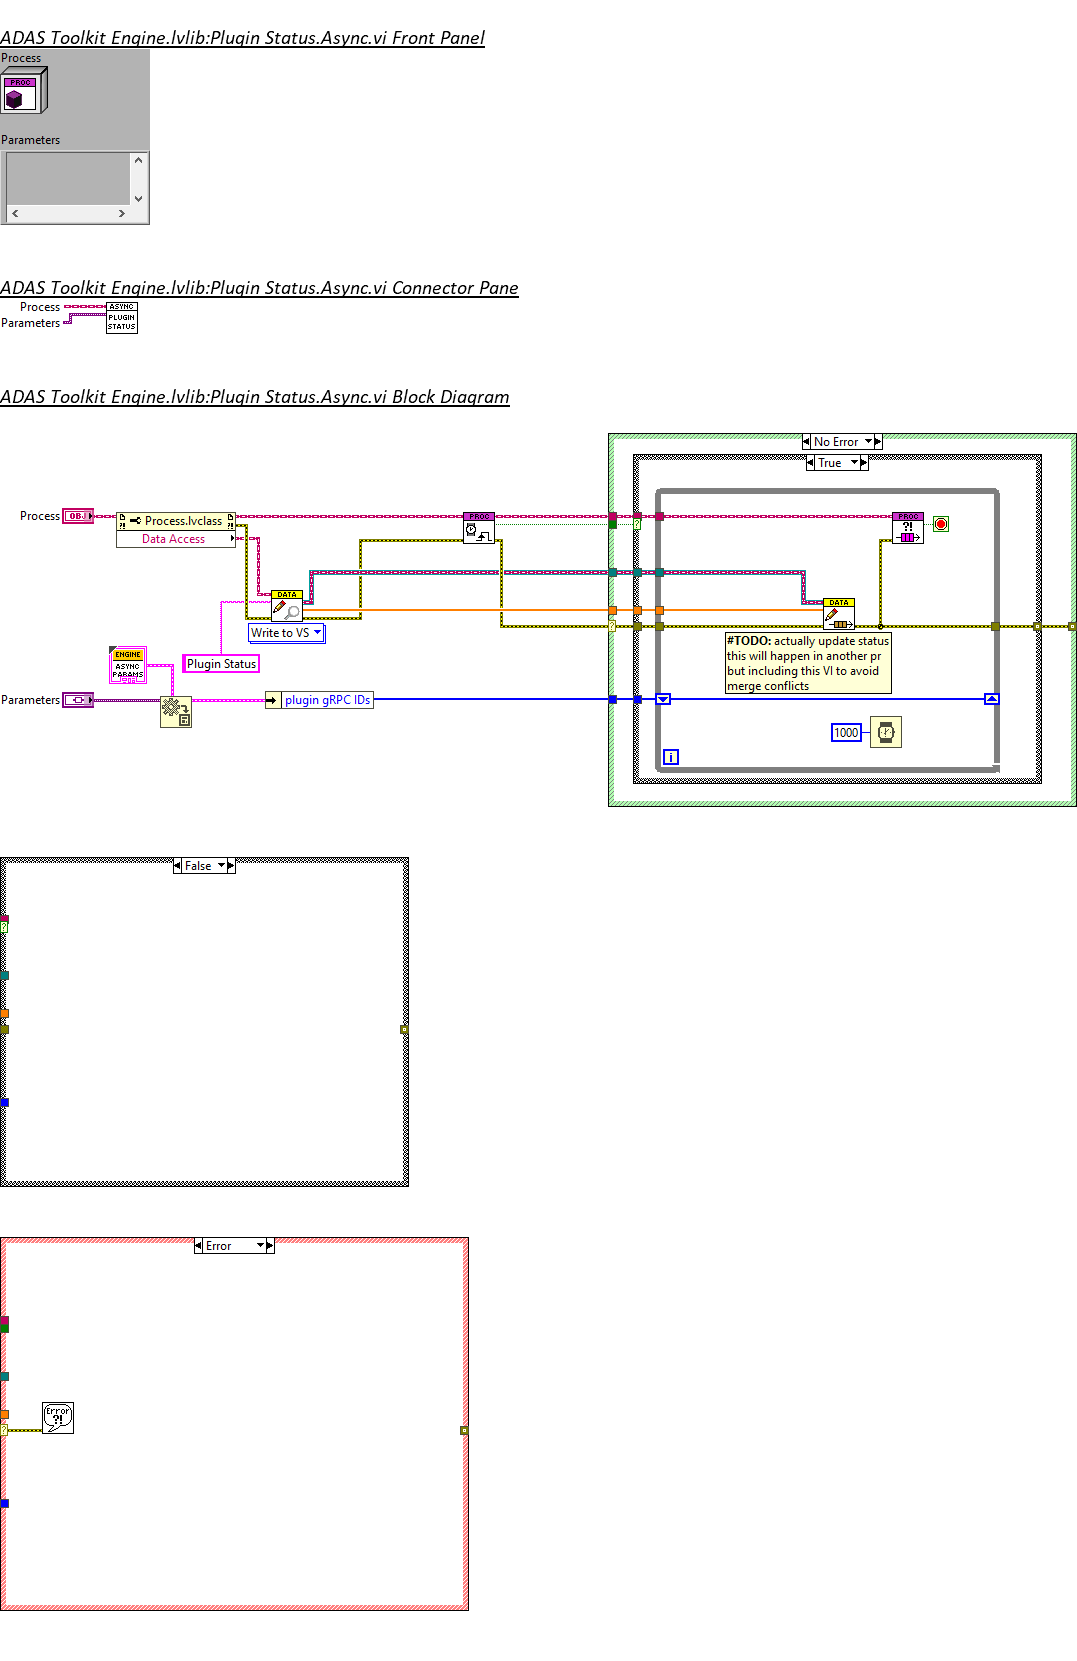 ADAS Toolkit Engine.lvlib:Plugin Status.Async.vi Front Panel
Process
PROC
Parameters
ADAS Toolkit Engine.lvlib:Plugin Status.Async.vi Connector Pane
Process
Parameters
ASYNC
PLUGIN
STATUS
ADAS Toolkit Engine.lvlib:Plugin Status.Async.vi Block Diagram
No Error
True
Process
OBJ
Process.lvclass
Data Access
PROC
PROC
?!
DATA
Write to VS
Plugin Status
DATA
#TODO: actually update status
this will happen in another pr
but including this VI to avoid
merge conflicts
ENGINE
ASYNC
PARAMS
Parameters
plugin gRPC IDs
1000
i
False
?
Error
Error
?!
?